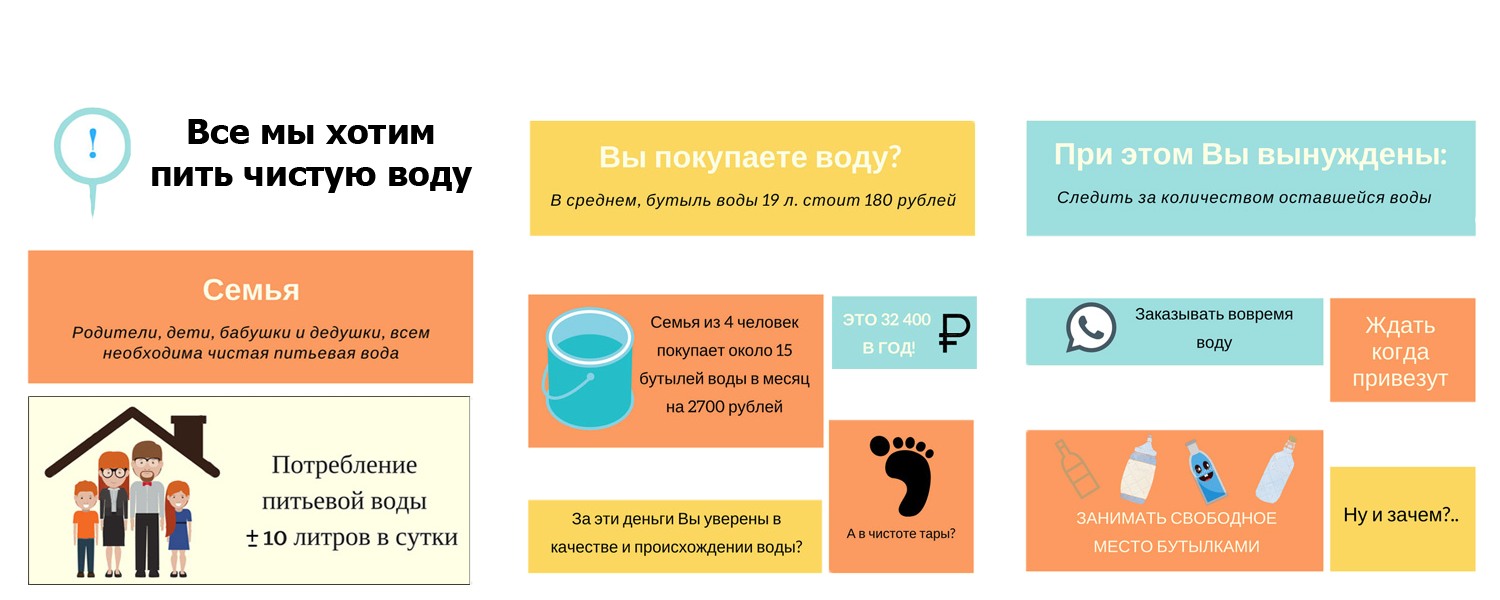 !
Все мы хотим
пить чистую воду
Семья
Родители, дети, бабушки и дедушки, всем
необходима чистая питьевая вода
Потребление
питьевой воды
±10 литров в сутки
Вы покупаете воду?
В среднем, бутыль воды 19 л. стоит 180 рублей
Семья из 4 человек
покупает около 15
бутылей воды в месяц
на 2700 рублей
ЭТО 32 400
В ГОД!
₽
За эти деньги Вы уверены в
качестве и происхождении воды?
А в чистоте тары?
При этом Вы вынуждены:
Следить за количеством оставшейся воды
Заказывать вовремя
воду
Ждать
когда
привезут
ЗАНИМАТЬ СВОБОДНОЕ
МЕСТО БУТЫЛКАМИ
Ну и зачем?..